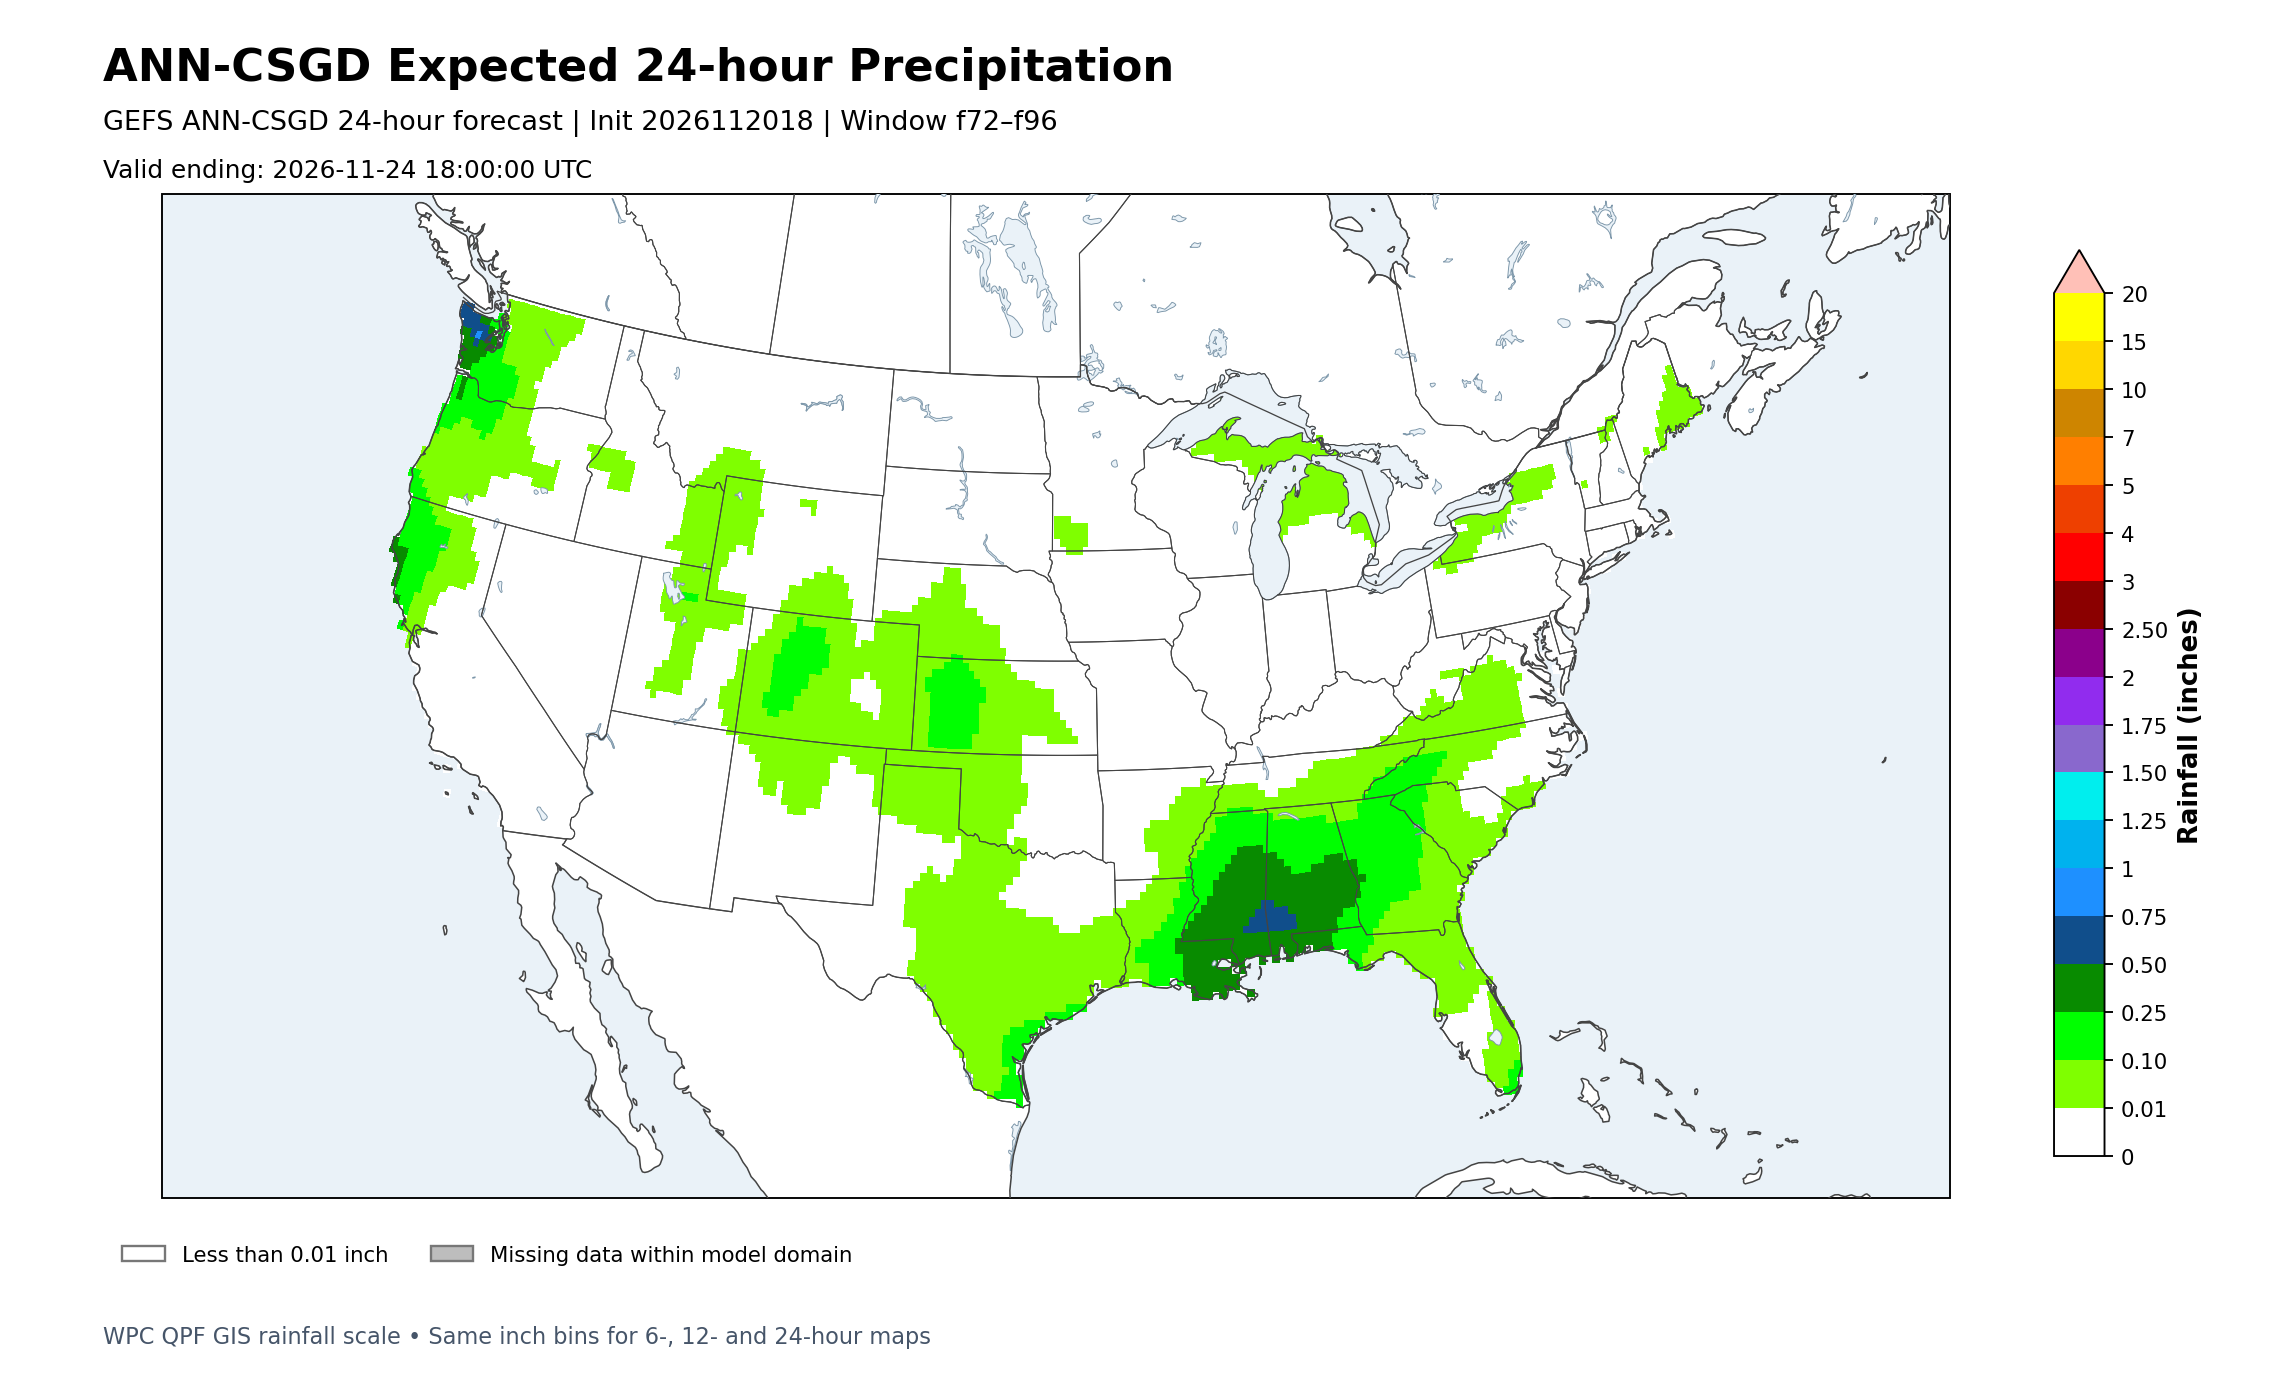 ANN-CSGD Expected 24-hour Precipitation
GEFS ANN-CSGD 24-hour forecast | Init 2026112018 | Window f72–f96
Valid ending: 2026-11-24 18:00:00 UTC
20
15
10
7
5
4
3
2.50
2
1.75
1.50
1.25
1
0.75
0.50
0.25
0.10
0.01
0
Rainfall (inches)
Less than 0.01 inch
Missing data within model domain
WPC QPF GIS rainfall scale • Same inch bins for 6-, 12- and 24-hour maps